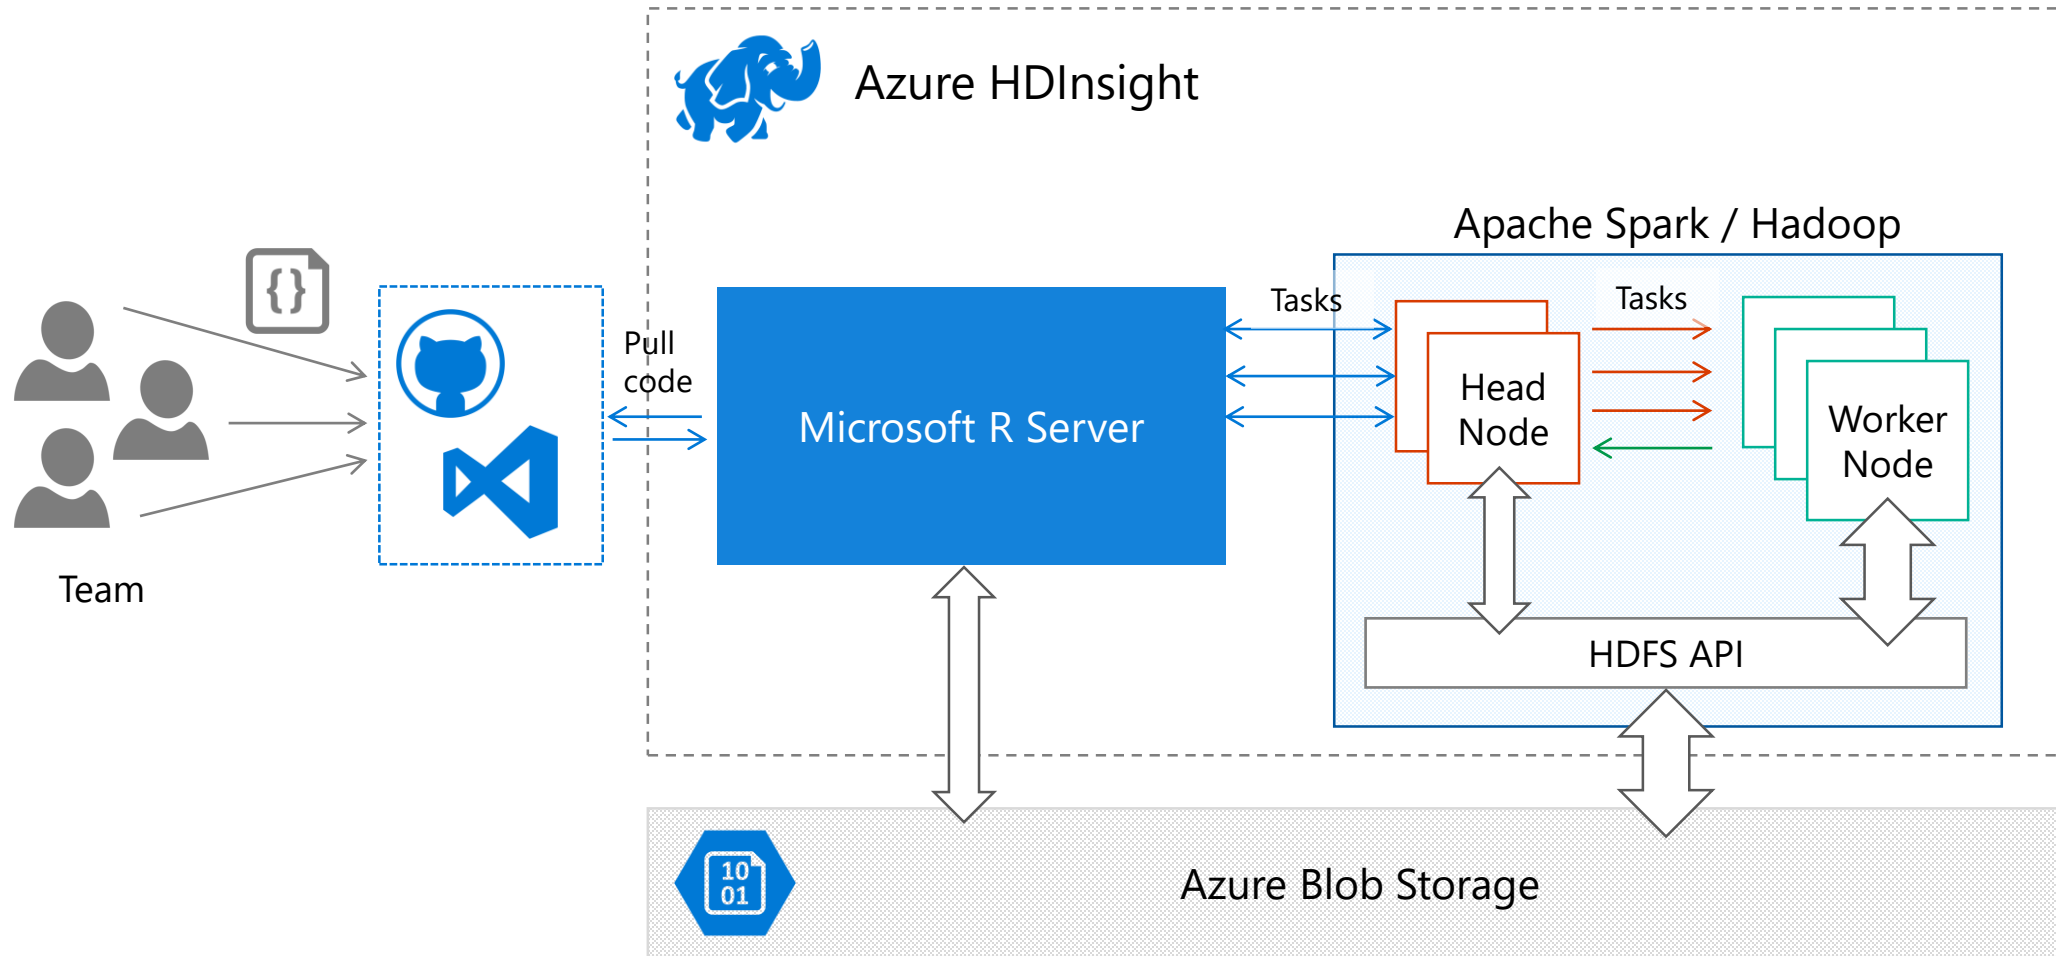 Azure HDInsight
Apache Spark / Hadoop
{}
Tasks
Tasks
Pull
code
Head
Node
Microsoft R Server
Worker
Node
Team
HDFS API
10
01
Azure Blob Storage